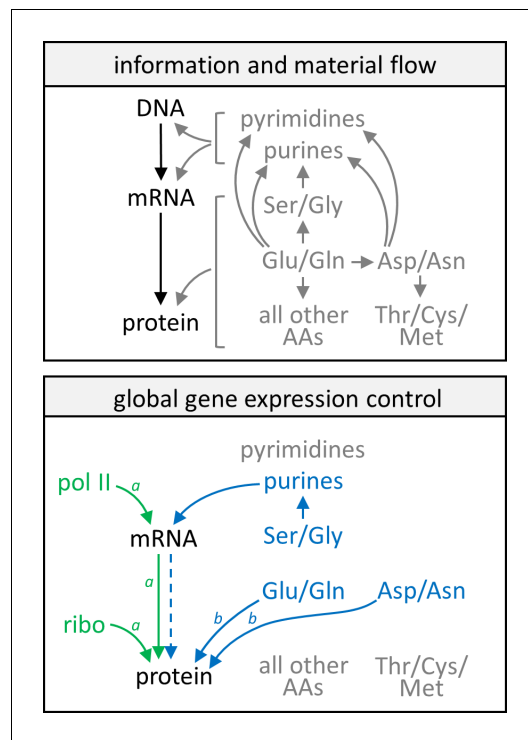 information and material flow
DNA
pyrimidines
purines
mRNA
Ser/Gly
Glu/Gln
Asp/Asn
protein
all other
AAs
Thr/Cys/
Met
global gene expression control
pyrimidines
pol II
a
purines
mRNA
Ser/Gly
a
Glu/Gln
Asp/Asn
ribo
a
b
b
protein
all other
AAs
Thr/Cys/
Met